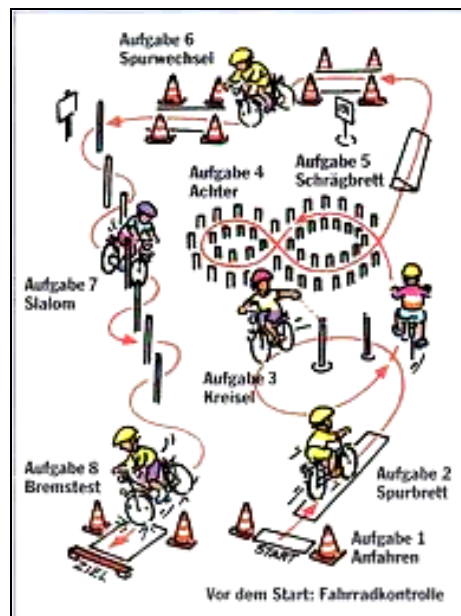 Aufgabe 6
Spurwechsel
Aufgabe 4
Achter
Aufgabe 5
Schrägbrett
Aufgabe 7
Slalom
Aufgabe 3
Kreisel
Aufgabe 8
Bremstest
Aufgabe 2
Spurbrett
Aufgabe 1
Anfahren
START
ZIEL
Vor dem Start: Fahrradkontrolle